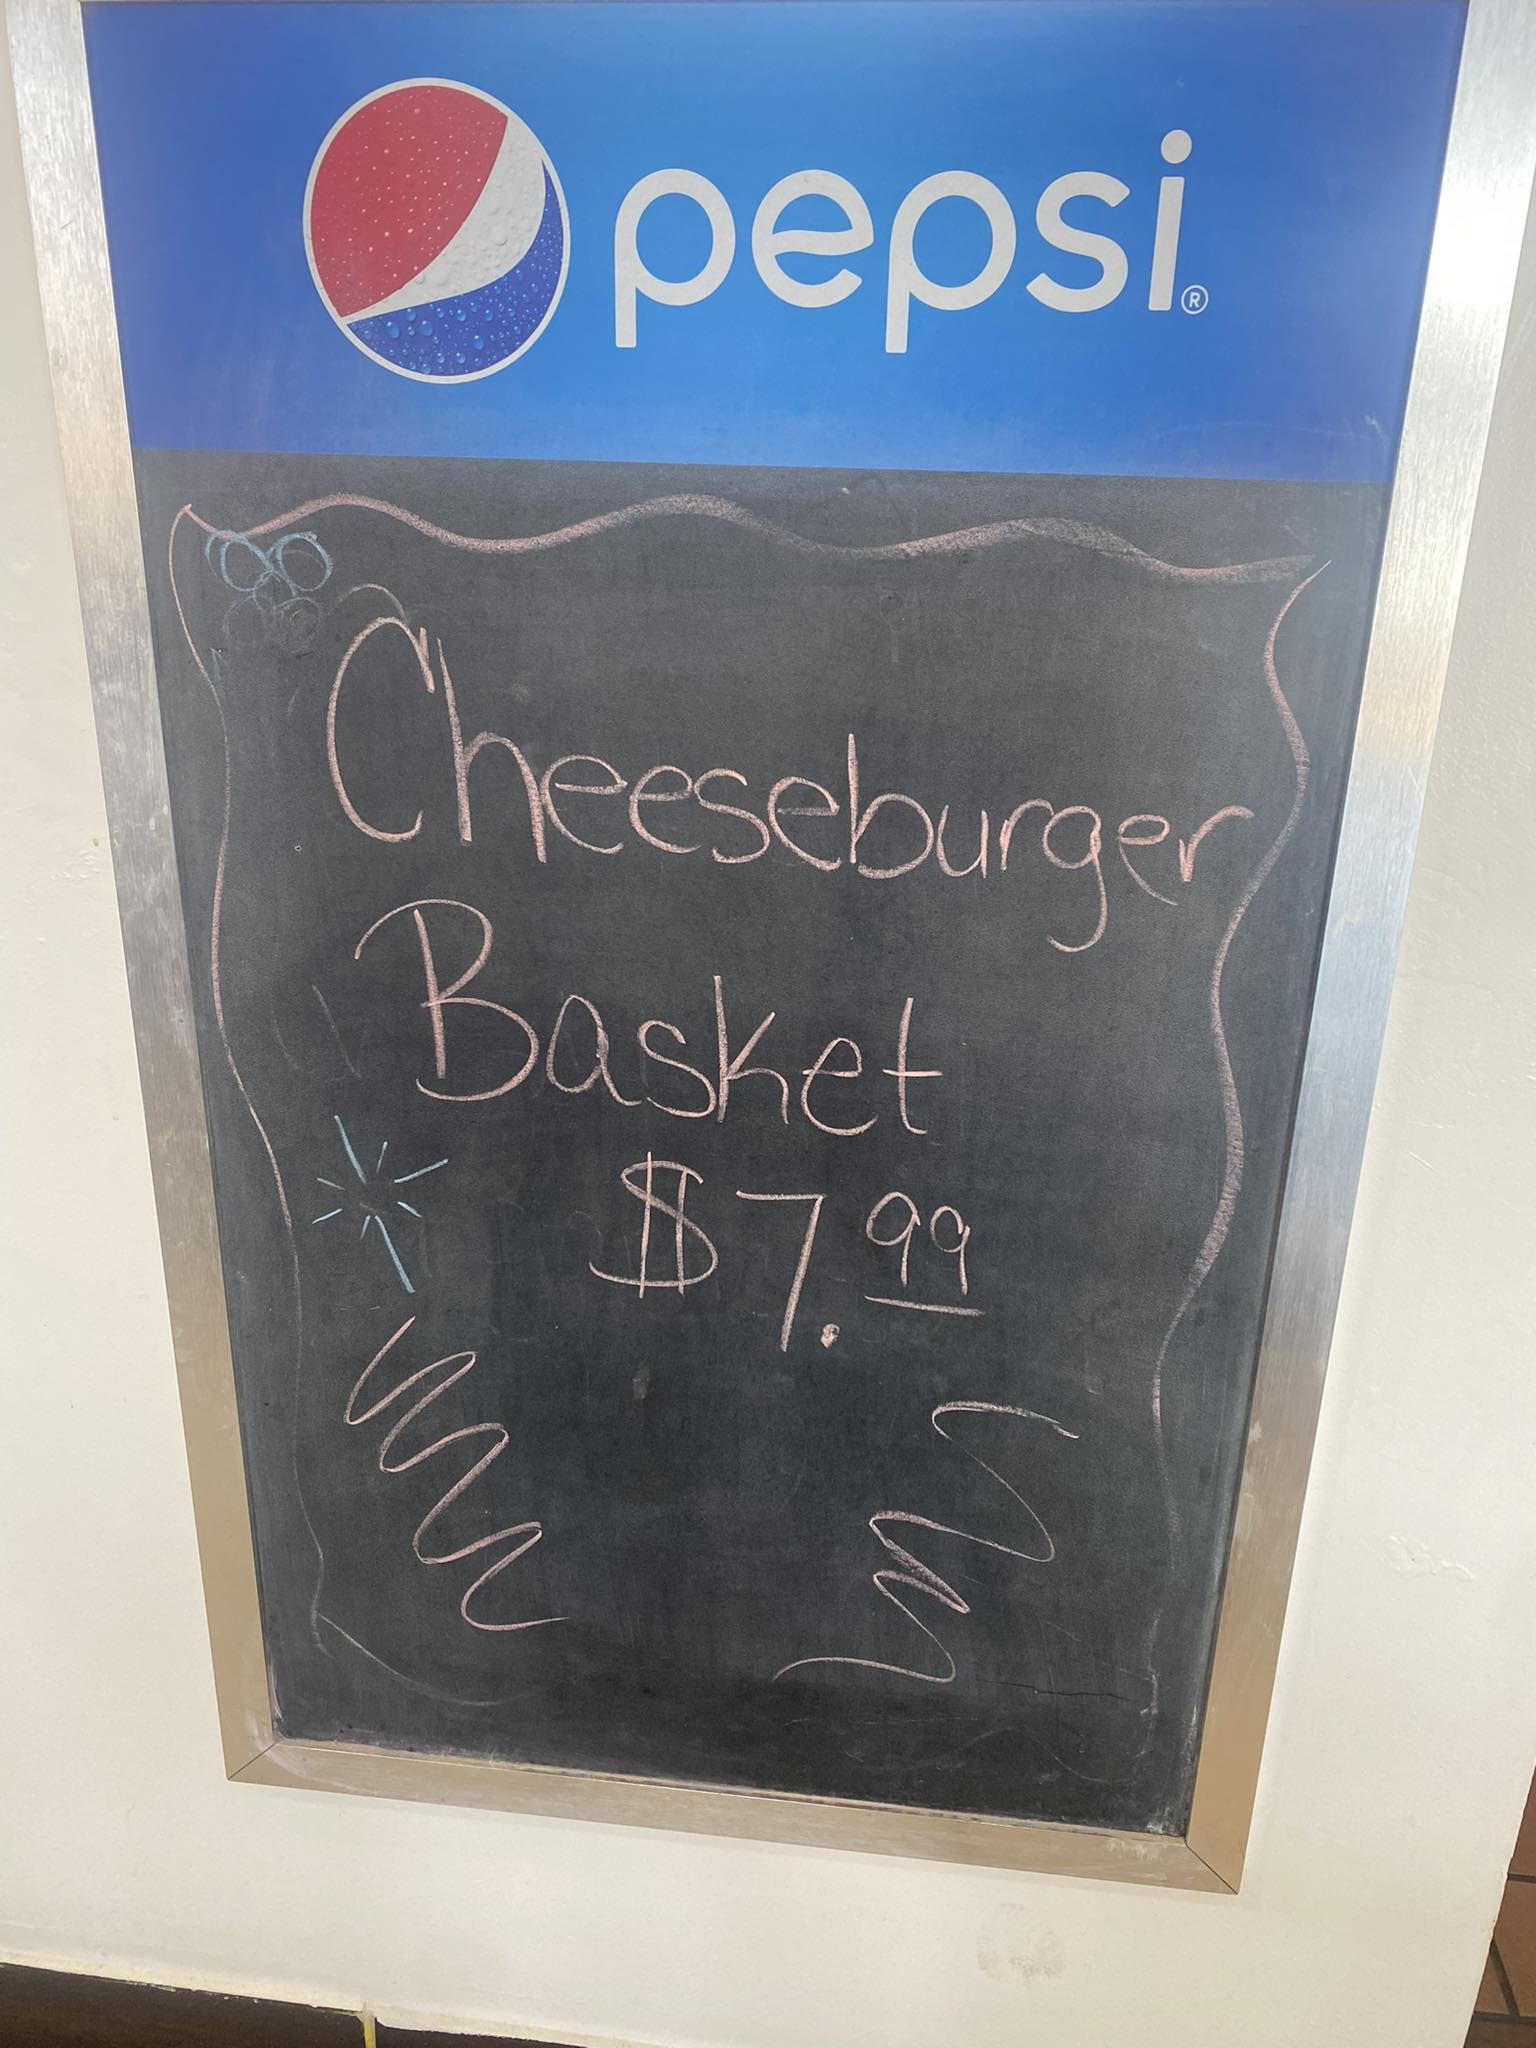 pepsi®
Cheeseburger
Basket
$7.99